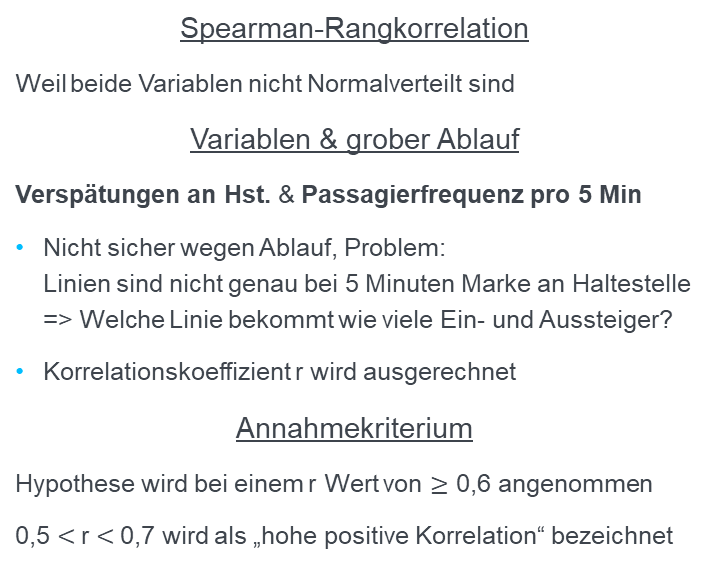 Spearman-Rangkorrelation
Weil beide Variablen nicht Normalverteilt sind
Variablen & grober Ablauf
Verspätungen an Hst. & Passagierfrequenz pro 5 Min
• Nicht sicher wegen Ablauf, Problem:
Linien sind nicht genau bei 5 Minuten Marke an Haltestelle
=> Welche Linie bekommt wie viele Ein- und Aussteiger?
• Korrelationskoeffizient r wird ausgerechnet
Annahmekriterium
Hypothese wird bei einem r Wert von ≥ 0,6 angenommen
0,5 < r < 0,7 wird als „hohe positive Korrelation“ bezeichnet